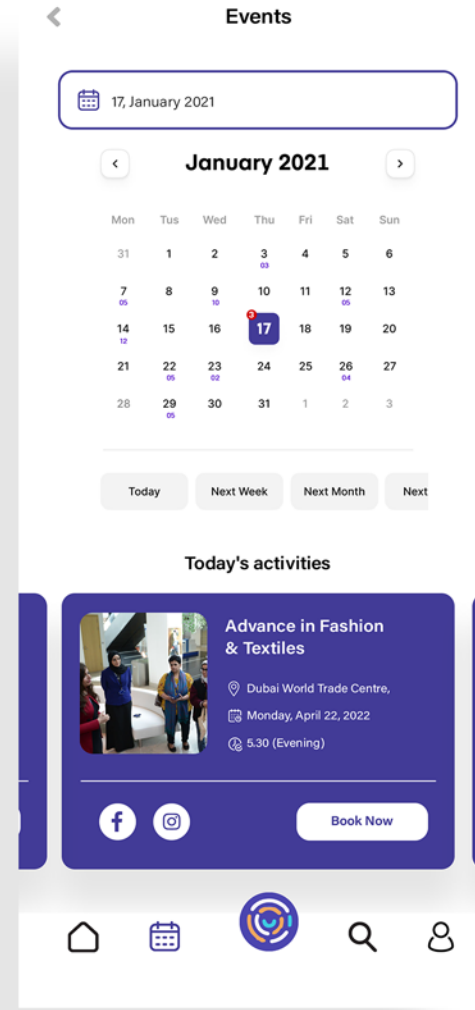 Events
17, January 2021
January 2021
Mon Tus Wed Thu Fri Sat Sun
31 1 2 3 4 5 6
03
7 8 9 10 11 12 13
05 10 05
3
14 15 16 17 18 19 20
12
21 22 23 24 25 26 27
05 02 04
28 29 30 31 1 2 3
05
Today Next Week Next Month Next
Today's activities
Advance in Fashion
& Textiles
Dubai World Trade Centre,
Monday, April 22, 2022
5.30 (Evening)
Book Now